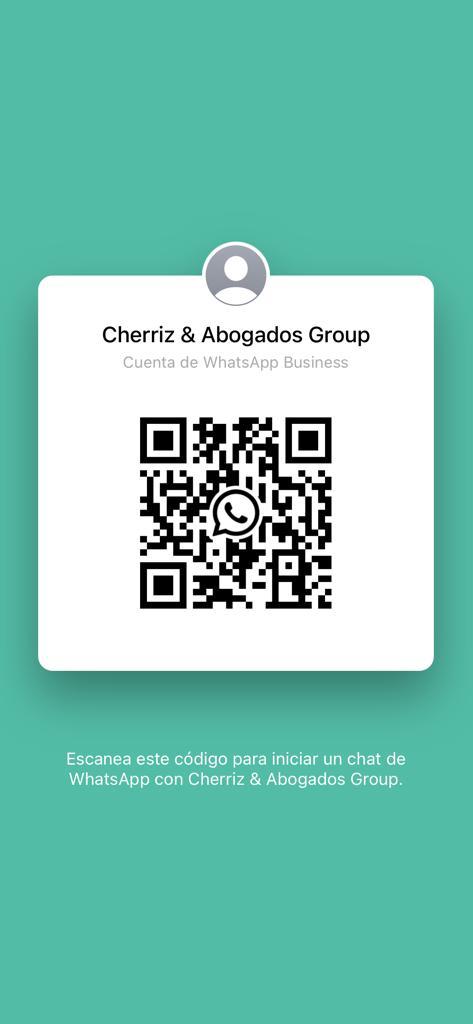 Cherriz & Abogados Group
Cuenta de WhatsApp Business
Escanea este código para iniciar un chat de
WhatsApp con Cherriz & Abogados Group.